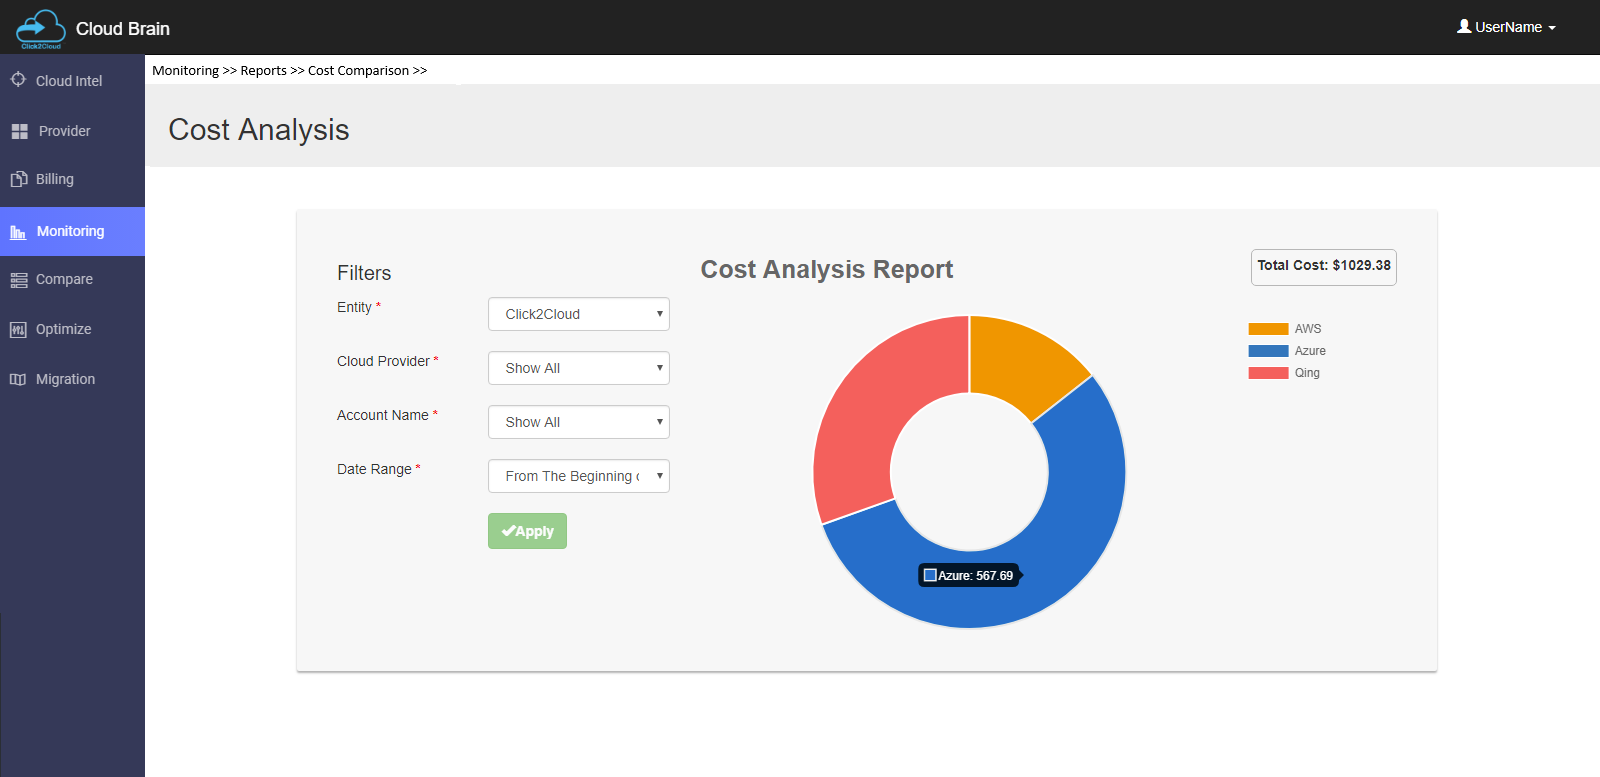 Click2Cloud
Cloud Brain
UserName
Monitoring >> Reports >> Cost Comparison >>
Cloud Intel
Provider
Billing
Monitoring
Compare
Optimize
Migration
Cost Analysis
Filters
Entity *
Click2Cloud
Cloud Provider *
Show All
Account Name *
Show All
Date Range *
From The Beginning
Apply
Cost Analysis Report
Azure: 567.69
Total Cost: $1029.38
AWS
Azure
Qing